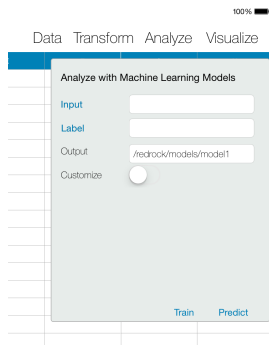 100%
Data Transform Analyze Visualize
Analyze with Machine Learning Models
Input
Label
Output /redrock/models/model1
Customize
Train Predict